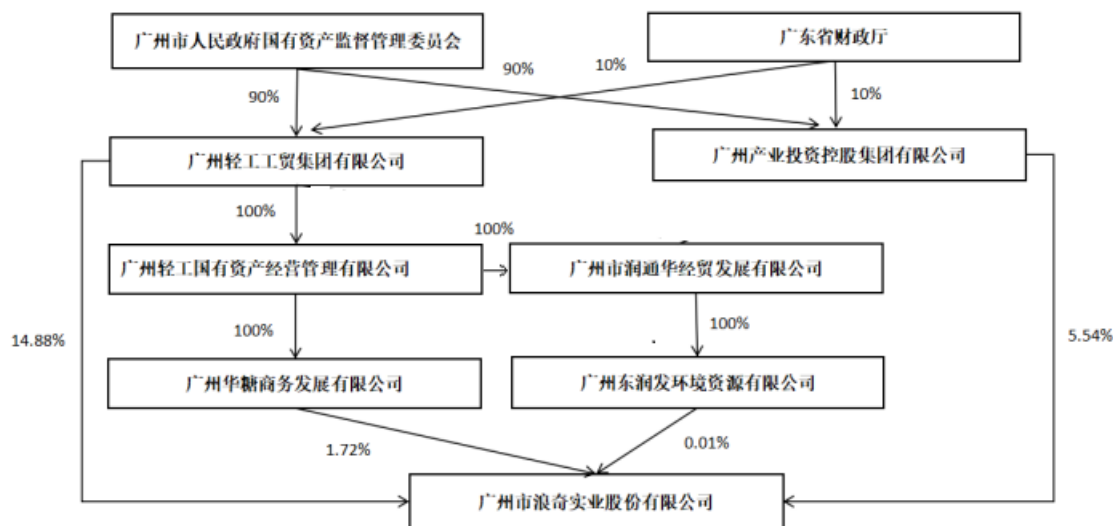 广州市人民政府国有资产监督管理委员会
广东省财政厅
90%
90%
10%
10%
广州轻工工贸集团有限公司
广州产业投资控股集团有限公司
100%
100%
广州轻工国有资产经营管理有限公司
广州市润通华经贸发展有限公司
14.88%
100%
100%
5.54%
广州华糖商务发展有限公司
广州东润发环境资源有限公司
1.72%
0.01%
广州市浪奇实业股份有限公司